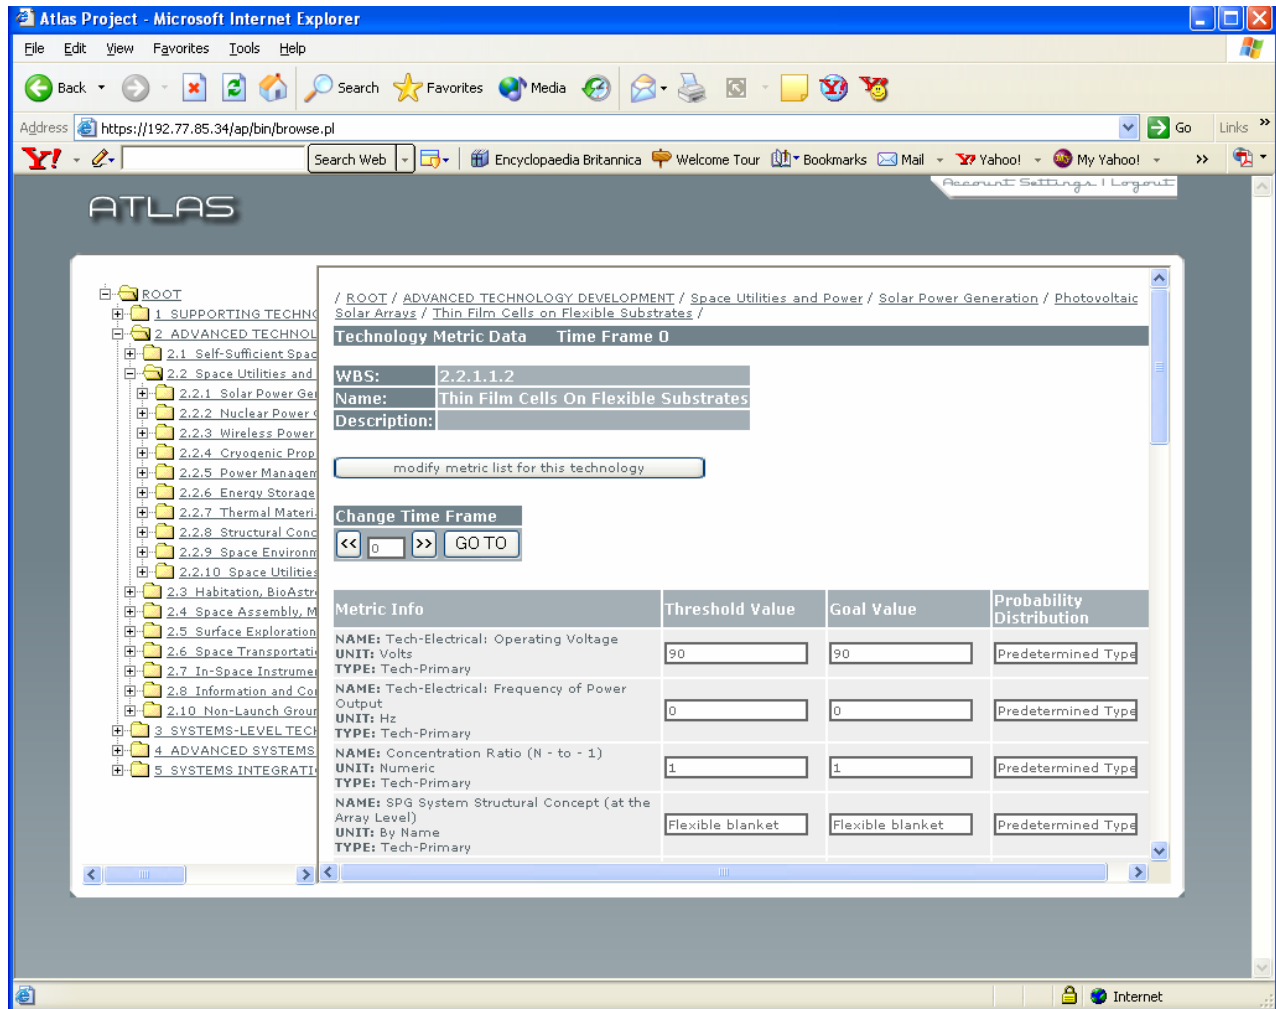 Atlas Project - Microsoft Internet Explorer
File Edit View Favorites Tools Help
Back Search Favorites Media
Address https://192.77.85.34/ap/bin/browse.pl Go Links »
Y! Search Web Encyclopaedia Britannica Welcome Tour Bookmarks Mail Yahoo! My Yahoo! »
Account Settings | Logout
ATLAS
ROOT
1 SUPPORTING TECHN
2 ADVANCED TECHNOL
2.1 Self-Sufficient Spac
2.2 Space Utilities and
2.2.1 Solar Power Ge
2.2.2 Nuclear Power
2.2.3 Wireless Power
2.2.4 Cryogenic Prop
2.2.5 Power Managem
2.2.6 Energy Storage
2.2.7 Thermal Materi
2.2.8 Structural Conc
2.2.9 Space Environm
2.2.10 Space Utilities
2.3 Habitation, BioAstr
2.4 Space Assembly, M
2.5 Surface Exploration
2.6 Space Transportati
2.7 In-Space Instrumen
2.8 Information and Co
2.10 Non-Launch Groun
3 SYSTEMS-LEVEL TECH
4 ADVANCED SYSTEMS
5 SYSTEMS INTEGRATI
/ ROOT / ADVANCED TECHNOLOGY DEVELOPMENT / Space Utilities and Power / Solar Power Generation / Photovoltaic
Solar Arrays / Thin Film Cells on Flexible Substrates /
Technology Metric Data Time Frame 0
WBS: 2.2.1.1.2
Name: Thin Film Cells On Flexible Substrates
Description:
modify metric list for this technology
Change Time Frame
<< 0 >> GO TO
Metric Info Threshold Value Goal Value Probability
Distribution
NAME: Tech-Electrical: Operating Voltage
UNIT: Volts 90 90 Predetermined Type
TYPE: Tech-Primary
NAME: Tech-Electrical: Frequency of Power
Output 0 0 Predetermined Type
UNIT: Hz
TYPE: Tech-Primary
NAME: Concentration Ratio (N - to - 1)
UNIT: Numeric 1 1 Predetermined Type
TYPE: Tech-Primary
NAME: SPG System Structural Concept (at the
Array Level) Flexible blanket Flexible blanket Predetermined Type
UNIT: By Name
TYPE: Tech-Primary
Internet